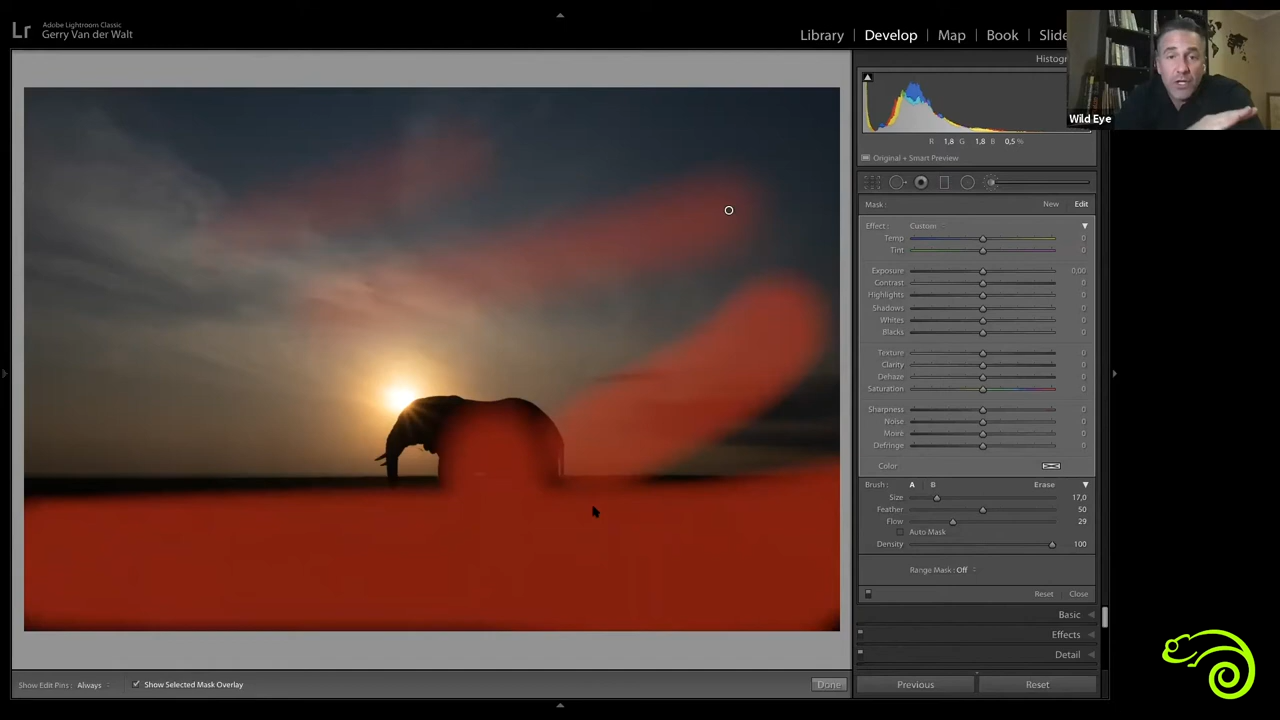 Lr
Adobe Lightroom Classic
Gerry Van der Walt
Library Develop Map Book Slide
Histog
Wild Eye
R 1,8 G 1,8 B 0,5 %
Original + Smart Preview
Mask : New Edit
Effect : Custom
Temp 0
Tint 0
Exposure 0,00
Contrast 0
Highlights 0
Shadows 0
Whites 0
Blacks 0
Texture 0
Clarity 0
Dehaze 0
Saturation 0
Sharpness 0
Noise 0
Moire 0
Defringe 0
Color
Brush : A B Erase
Size 17,0
Feather 50
Flow 29
Auto Mask
Density 100
Range Mask : Off
Reset Close
Basic
Effects
Detail
Show Edit Pins : Always
Show Selected Mask Overlay
Done
Previous
Reset